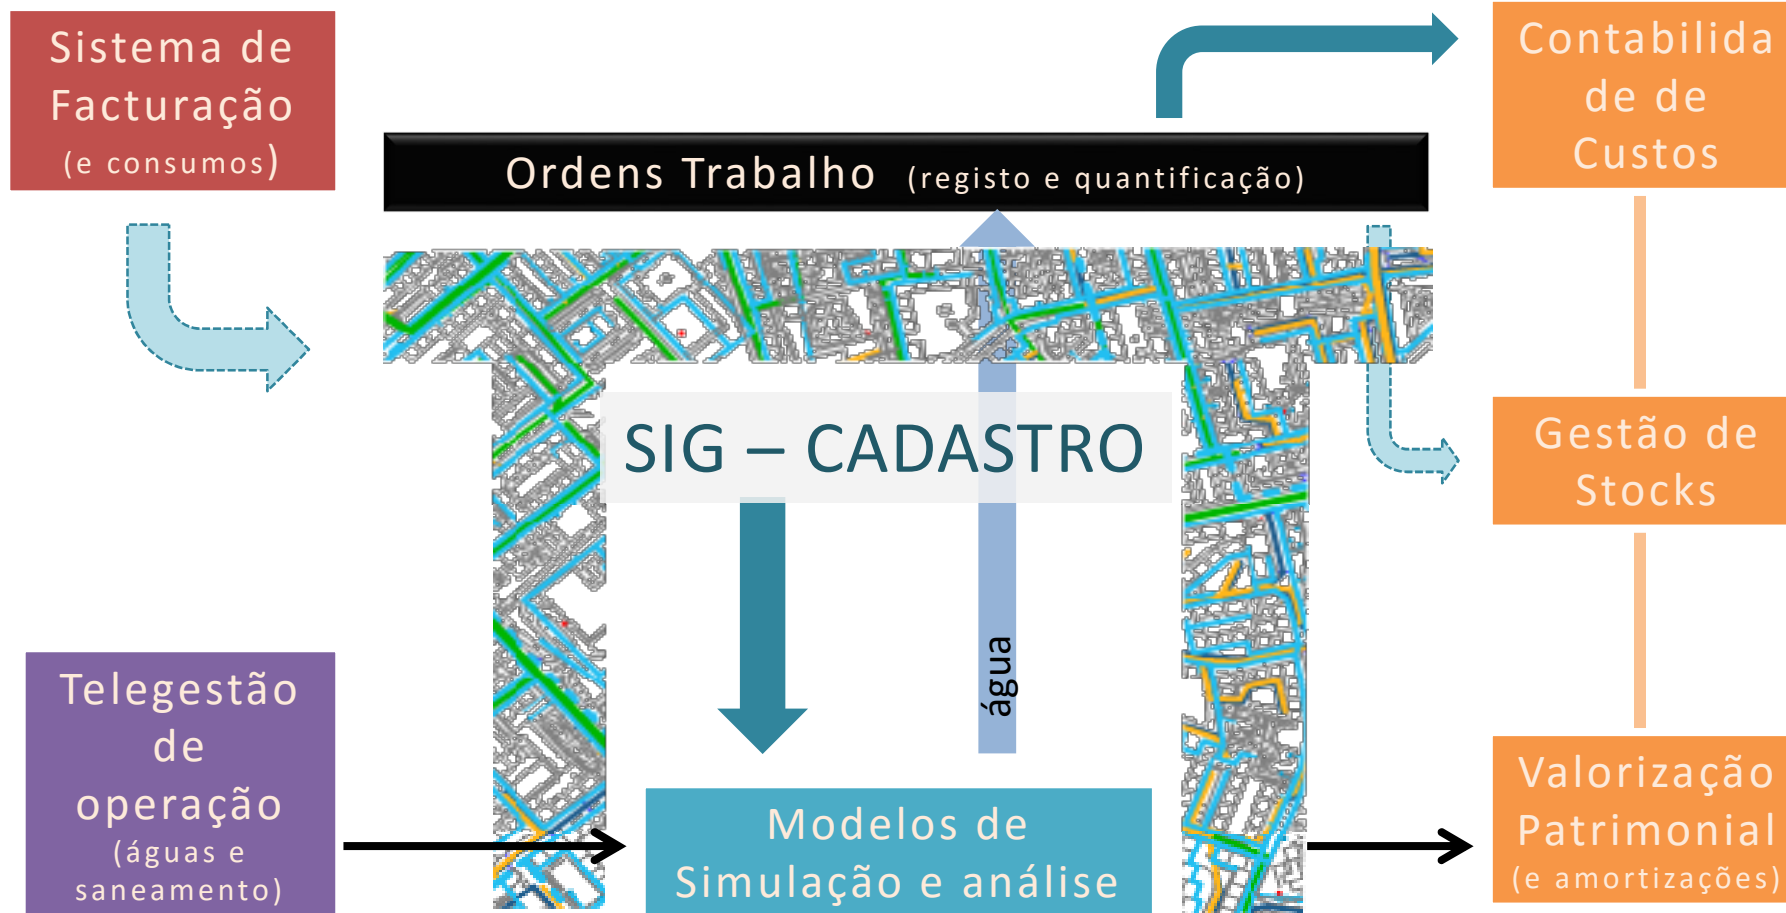 Sistema de
Facturação
(e consumos)
Contabilida
de de
Custos
Ordens Trabalho (registo e quantificação)
SIG – CADASTRO
Gestão de
Stocks
água
Telegestão
de
operação
(águas e
saneamento)
Modelos de
Simulação e análise
Valorização
Patrimonial
(e amortizações)